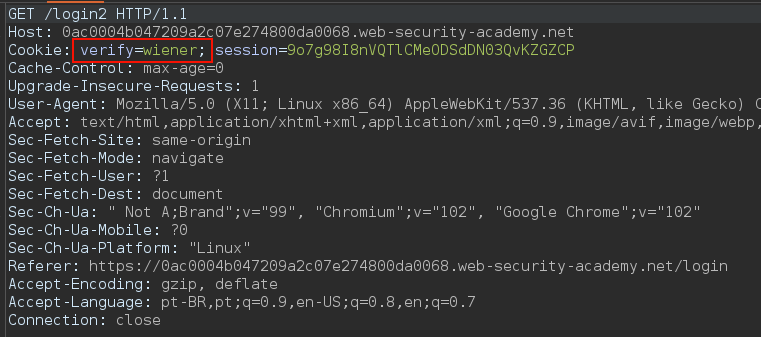 GET /login2 HTTP/1.1
Host: 0ac0004b047209a2c07e274800da0068.web-security-academy.net
Cookie: verify=wiener; session=9o7g98I8nVQTlCMeODSdDN03QvKZGZCP
Cache-Control: max-age=0
Upgrade-Insecure-Requests: 1
User-Agent: Mozilla/5.0 (X11; Linux x86_64) AppleWebKit/537.36 (KHTML, like Gecko)
Accept: text/html,application/xhtml+xml,application/xml;q=0.9,image/avif,image/webp,
Sec-Fetch-Site: same-origin
Sec-Fetch-Mode: navigate
Sec-Fetch-User: ?1
Sec-Fetch-Dest: document
Sec-Ch-Ua: " Not A;Brand";v="99", "Chromium";v="102", "Google Chrome";v="102"
Sec-Ch-Ua-Mobile: ?0
Sec-Ch-Ua-Platform: "Linux"
Referer: https://0ac0004b047209a2c07e274800da0068.web-security-academy.net/login
Accept-Encoding: gzip, deflate
Accept-Language: pt-BR,pt;q=0.9,en-US;q=0.8,en;q=0.7
Connection: close